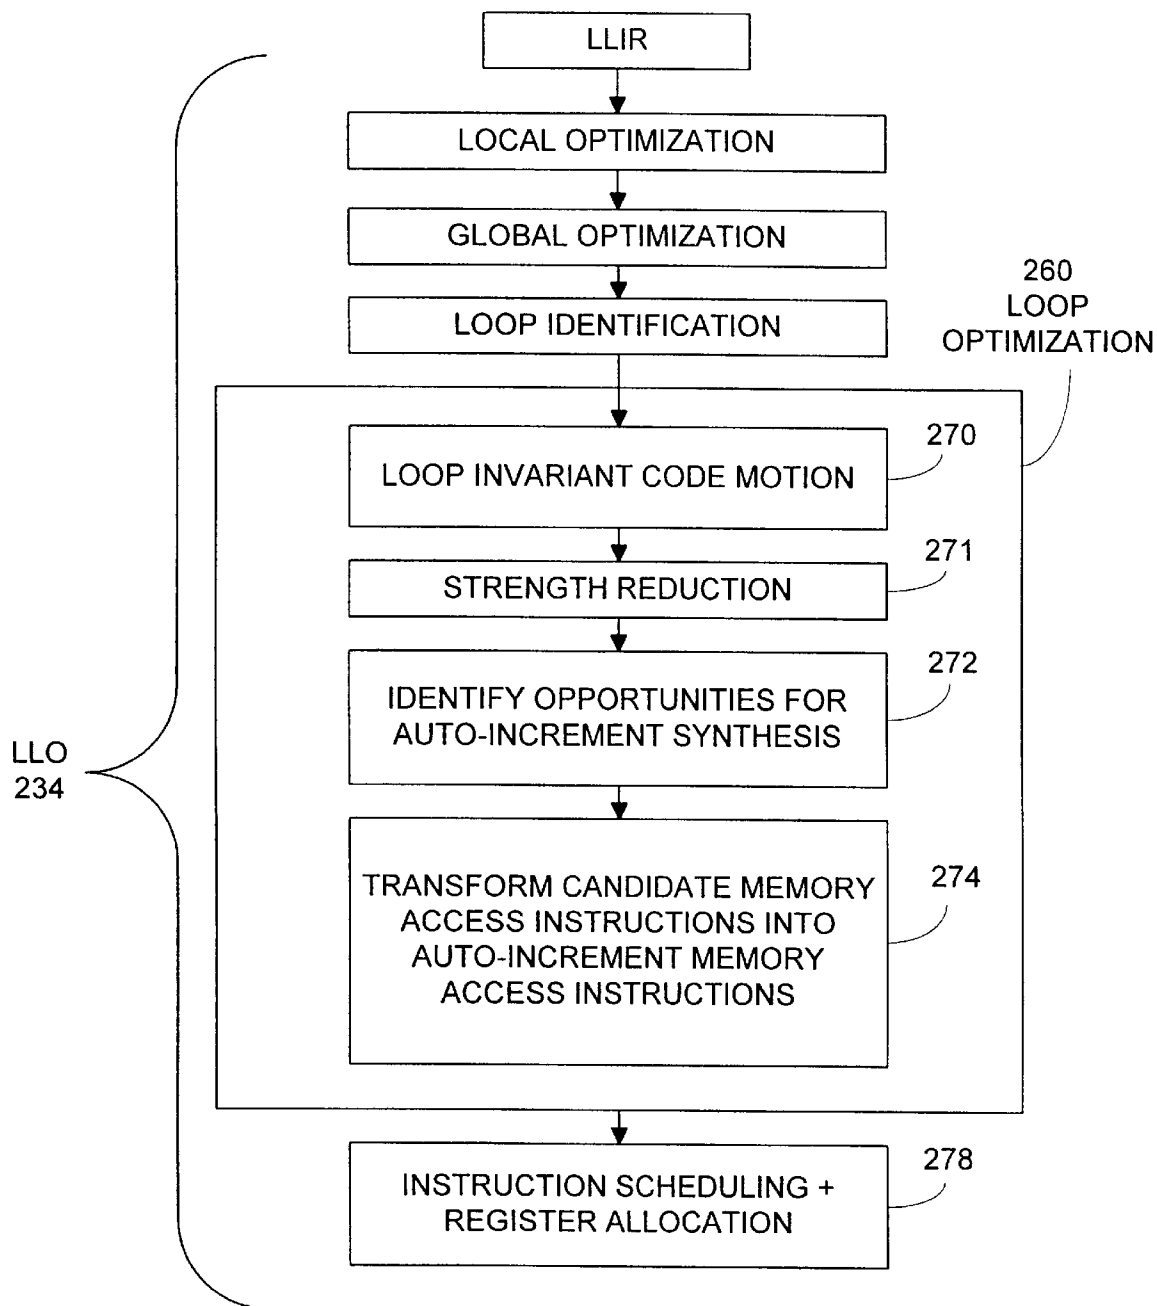 LLIR
LOCAL OPTIMIZATION
GLOBAL OPTIMIZATION
LOOP IDENTIFICATION
260
LOOP
OPTIMIZATION
LOOP INVARIANT CODE MOTION
270
STRENGTH REDUCTION
271
IDENTIFY OPPORTUNITIES FOR
AUTO-INCREMENT SYNTHESIS
272
LLO
234
TRANSFORM CANDIDATE MEMORY
ACCESS INSTRUCTIONS INTO
AUTO-INCREMENT MEMORY
ACCESS INSTRUCTIONS
274
INSTRUCTION SCHEDULING +
REGISTER ALLOCATION
278